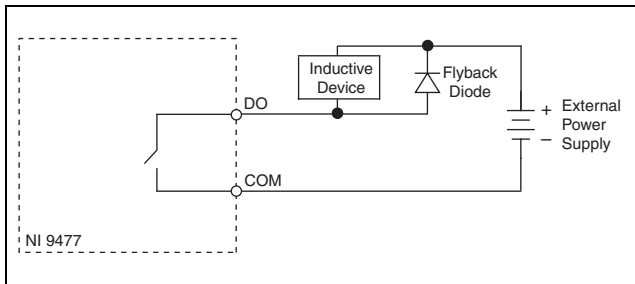 Inductive
Device
Flyback
Diode
DO
+ External
Power
– Supply
COM
NI 9477